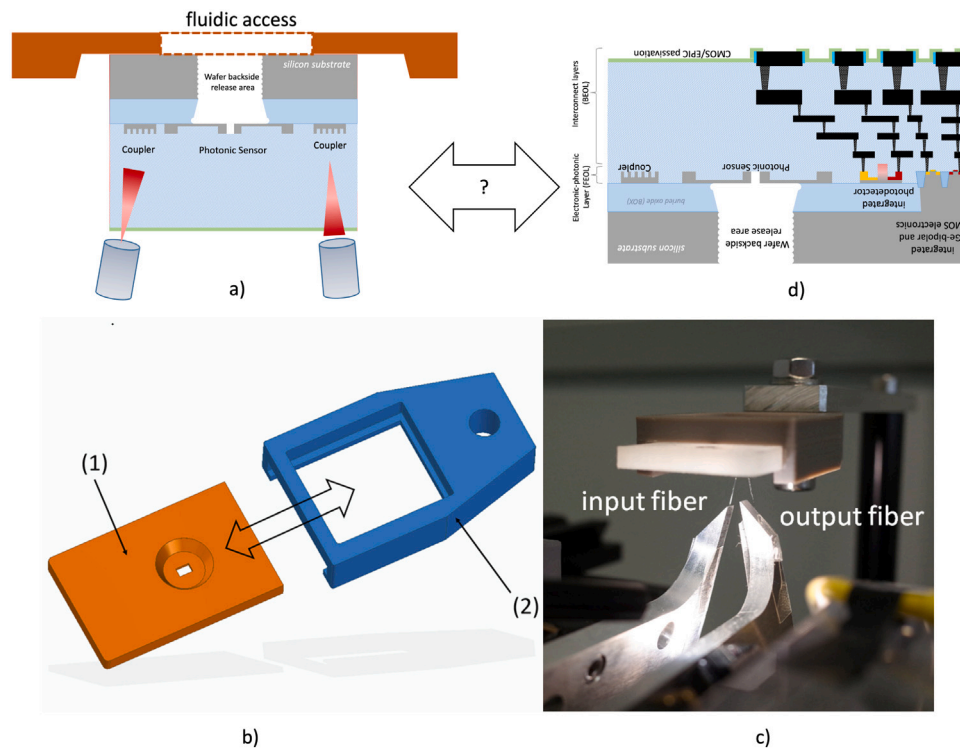 fluidic access
silicon substrate
Wafer backside
release area
Coupler
Photonic Sensor
Coupler
a)
?
CMOS/EPIC passivation
Interconnect layers
(BEOL)
Electronic-photonic
Layer (FEOL)
Coupler
Photonic Sensor
buried oxide (BOX)
integrated
photodetector
silicon substrate
Wafer backside
release area
integrated
Ge-bipolar and
MOS electronics
d)
(1)
(2)
b)
input fiber
output fiber
c)